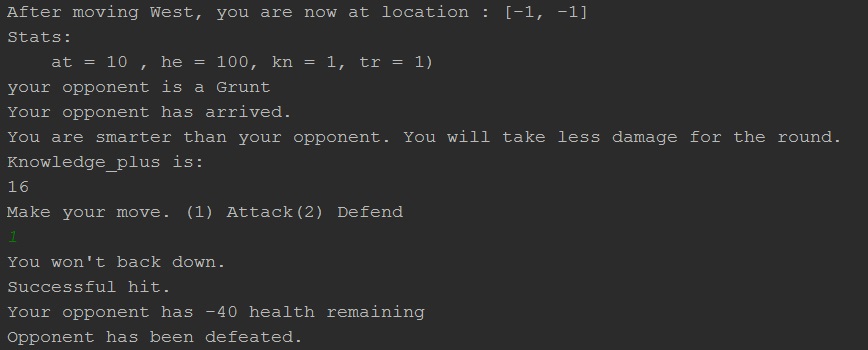 After moving West, you are now at location : [-1, -1]
Stats:
    at = 10 , he = 100, kn = 1, tr = 1)
your opponent is a Grunt
Your opponent has arrived.
You are smarter than your opponent. You will take less damage for the round.
Knowledge_plus is:
16
Make your move. (1) Attack(2) Defend
1
You won't back down.
Successful hit.
Your opponent has -40 health remaining
Opponent has been defeated.